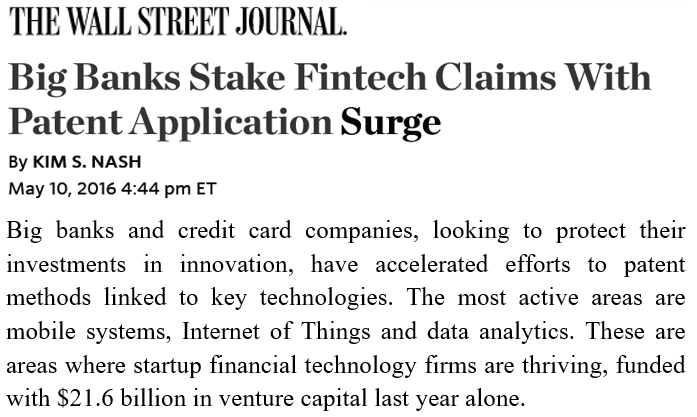 THE WALL STREET JOURNAL.
Big Banks Stake Fintech Claims With
Patent Application Surge
By KIM S. NASH
May 10, 2016 4:44 pm ET
Big banks and credit card companies, looking to protect their
investments in innovation, have accelerated efforts to patent
methods linked to key technologies. The most active areas are
mobile systems, Internet of Things and data analytics. These are
areas where startup financial technology firms are thriving, funded
with $21.6 billion in venture capital last year alone.